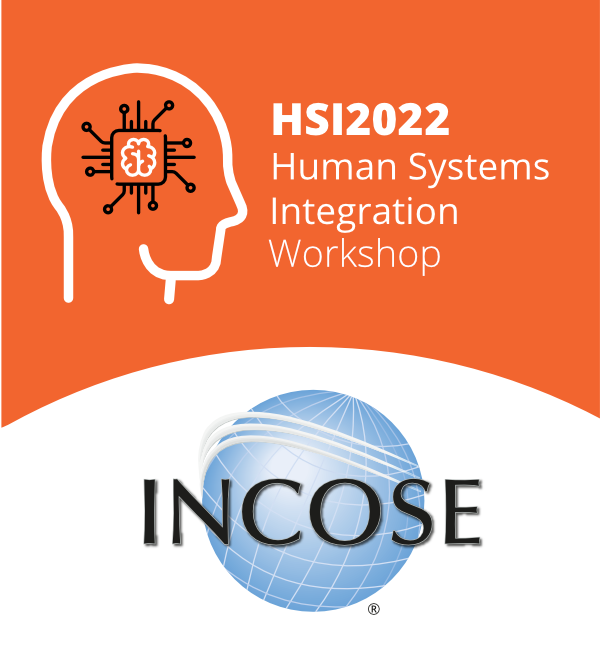 HSI2022
Human Systems
Integration
Workshop
INCOSE
®